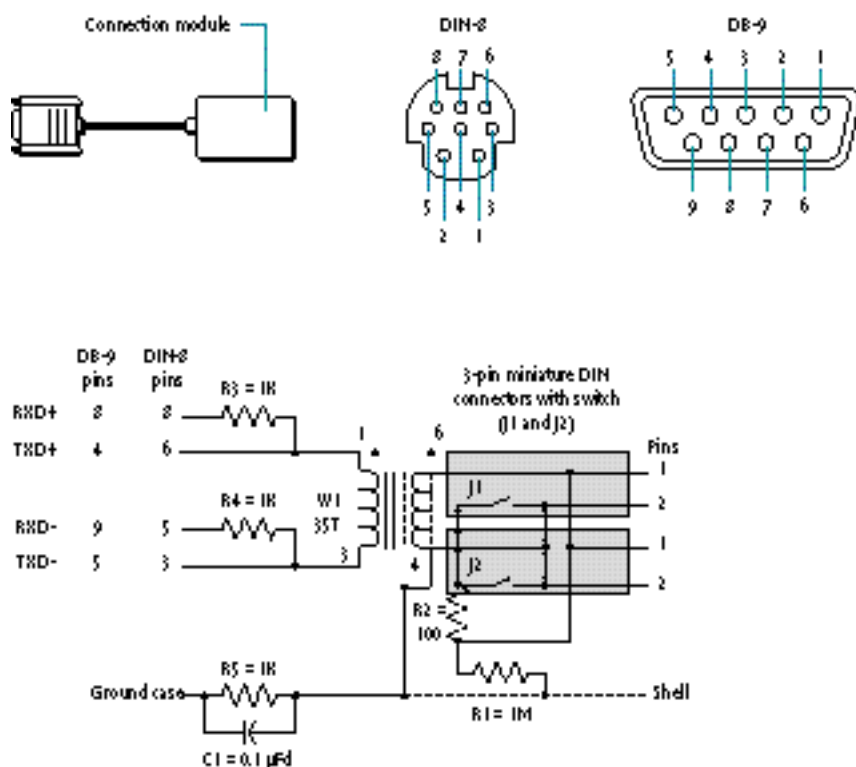 Connection module
DIN-8
DB-9
8 7 6
5 4 3 2 1
5 4 3
2 1
9 8 7 6
DB-9 pins
DIN-8 pins
3-pin miniature DIN
connectors with switch
(J1 and J2)
R3 = 1K
RXD+ 8 8
1 6
Pins
TXD+ 4 6
1
J1
R4 = 1K
W1
35T
2
RXD- 9 5
1
3
4
J2
TXD- 5 3
2
R2 =
100
R5 = 1K
Ground case
Shell
R1 = 1M
C1 = 0.1 µFd